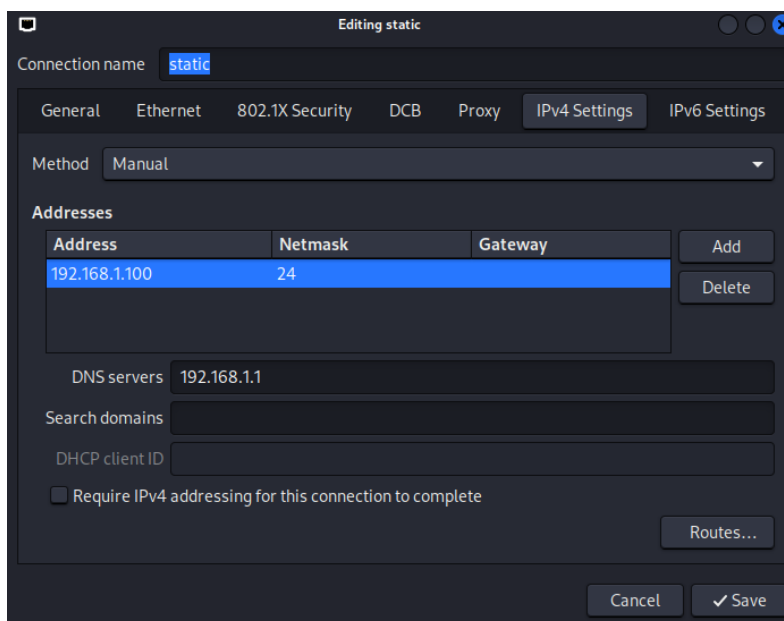 Editing static
Connection name static
General Ethernet 802.1X Security DCB Proxy IPv4 Settings IPv6 Settings
Method Manual
Addresses
Address Netmask Gateway
192.168.1.100 24
Add
Delete
DNS servers 192.168.1.1
Search domains
DHCP client ID
Require IPv4 addressing for this connection to complete
Routes...
Cancel ✓ Save